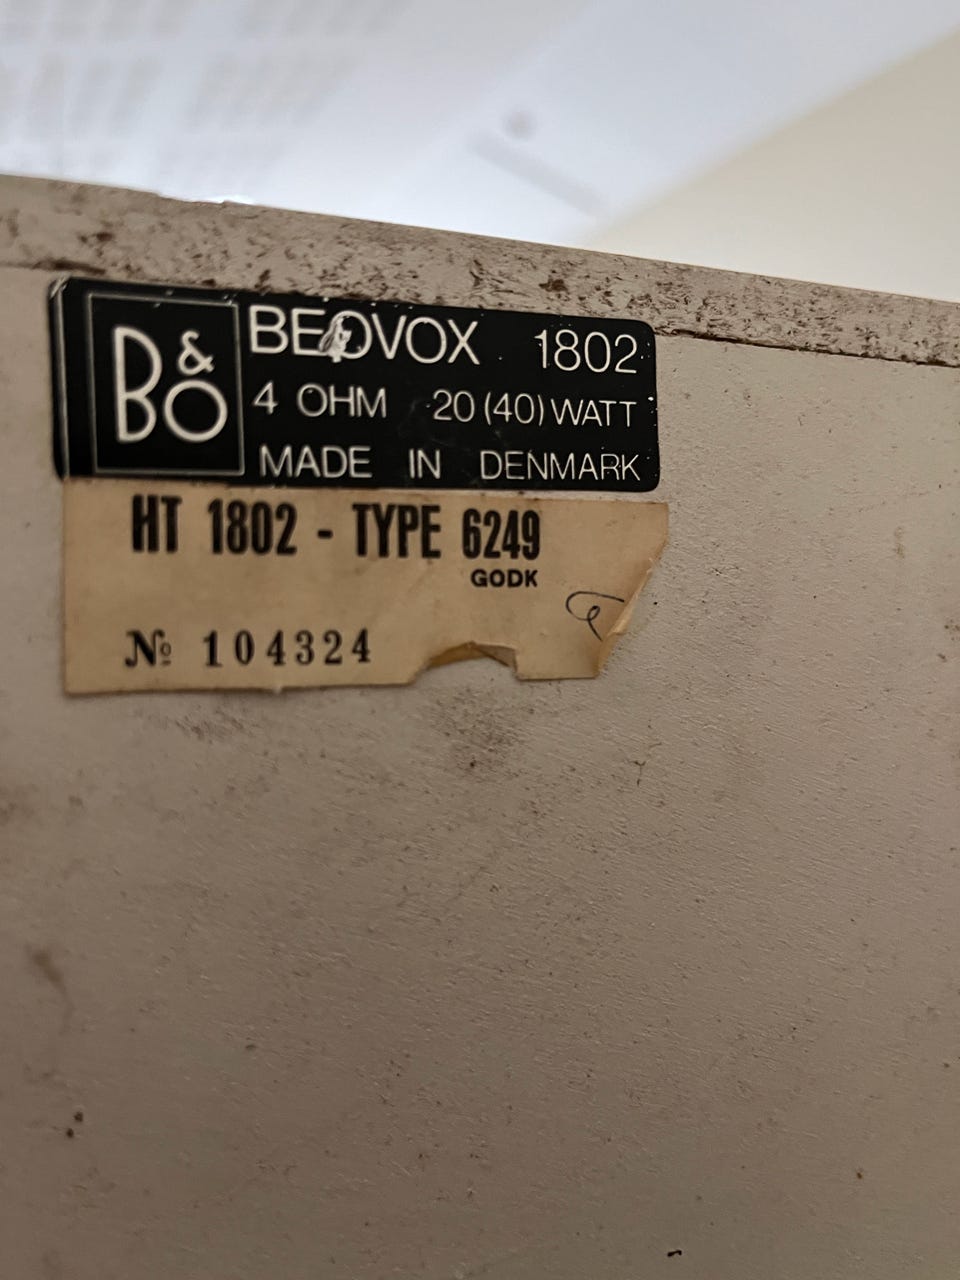 B&O
BEOVOX 1802
4 OHM 20 (40) WATT
MADE IN DENMARK
HT 1802 - TYPE 6249
GODK
№ 104324